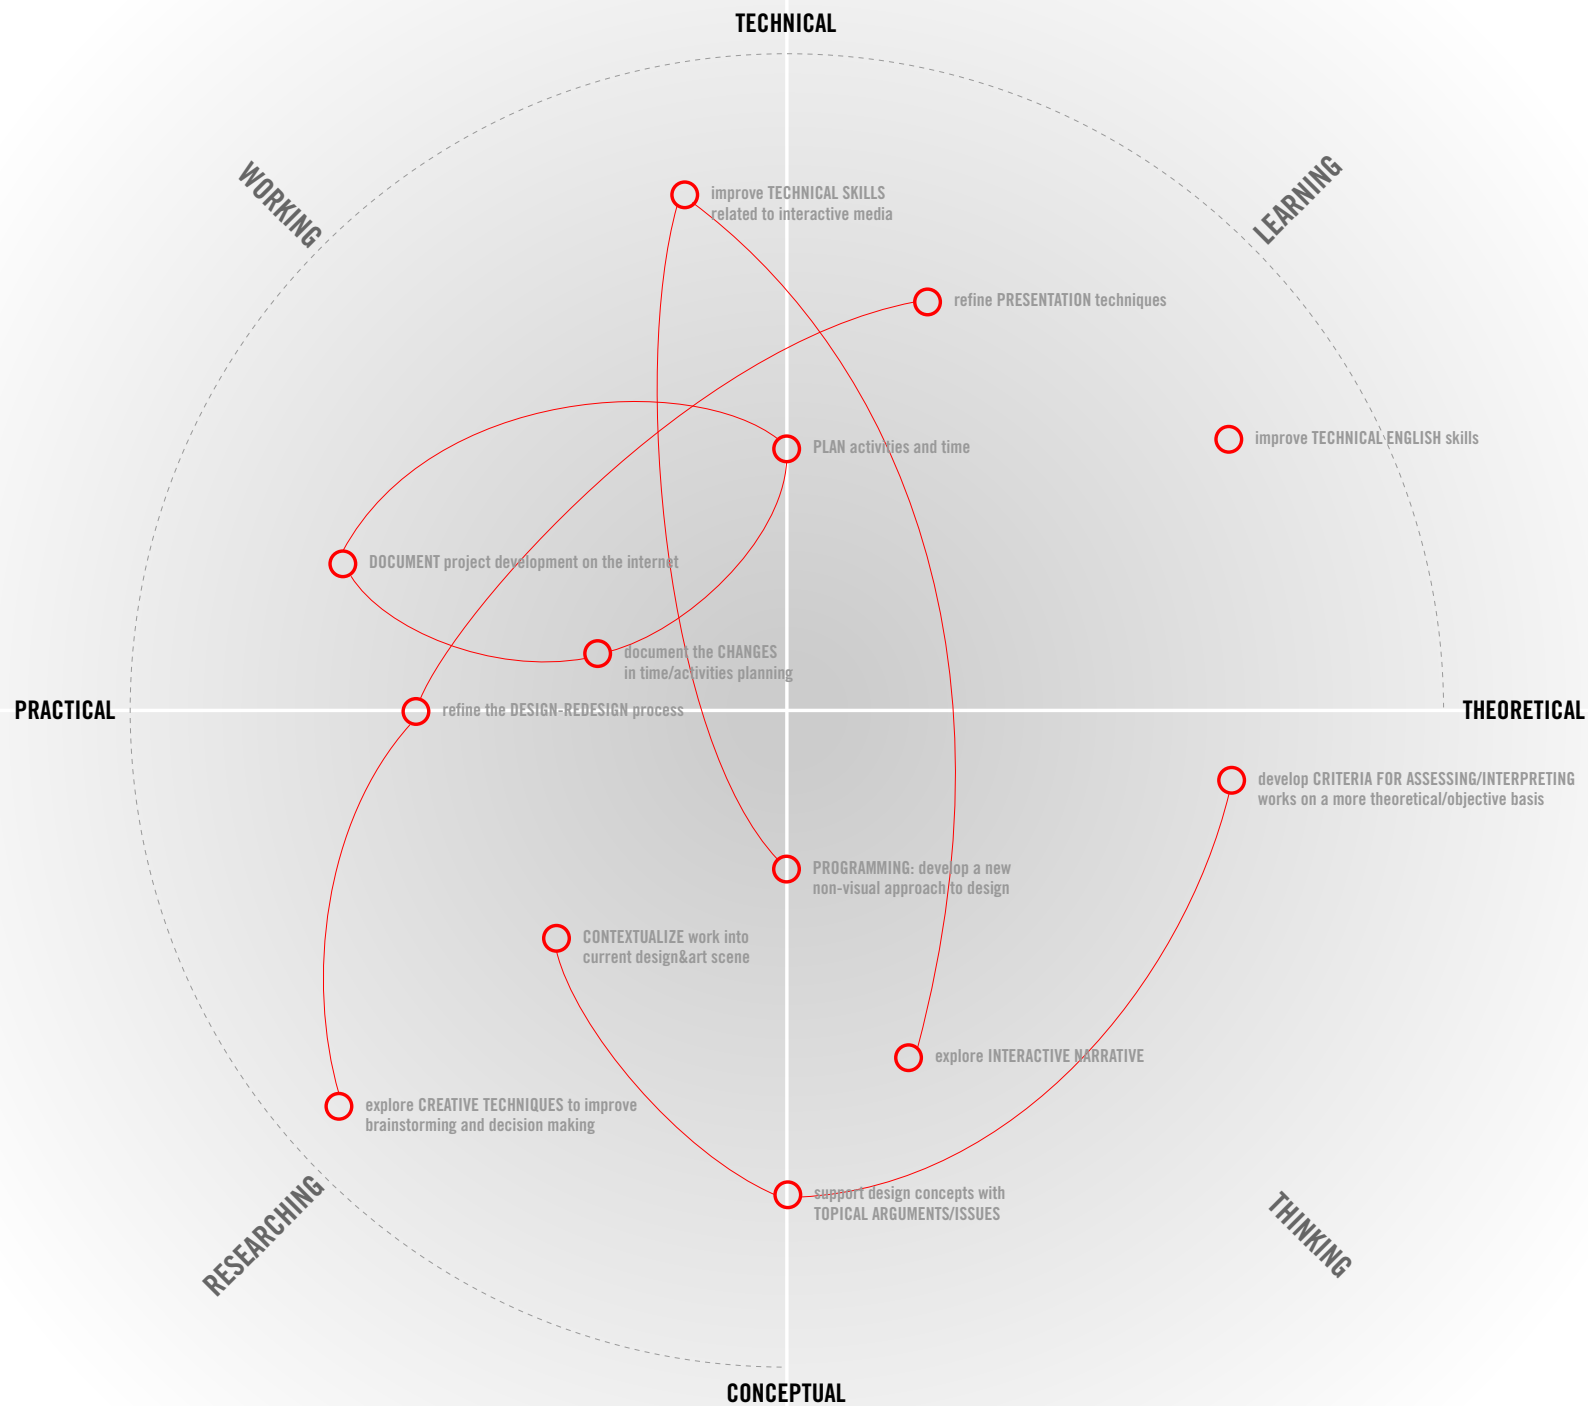 TECHNICAL
WORKING
LEARNING
improve TECHNICAL SKILLS
related to interactive media
refine PRESENTATION techniques
improve TECHNICAL ENGLISH skills
PLAN activities and time
DOCUMENT project development on the internet
document the CHANGES
in time/activities planning
PRACTICAL
refine the DESIGN-REDESIGN process
THEORETICAL
develop CRITERIA FOR ASSESSING/INTERPRETING
works on a more theoretical/objective basis
PROGRAMMING: develop a new
non-visual approach to design
CONTEXTUALIZE work into
current design&art scene
explore INTERACTIVE NARRATIVE
explore CREATIVE TECHNIQUES to improve
brainstorming and decision making
support design concepts with
TOPICAL ARGUMENTS/ISSUES
RESEARCHING
THINKING
CONCEPTUAL